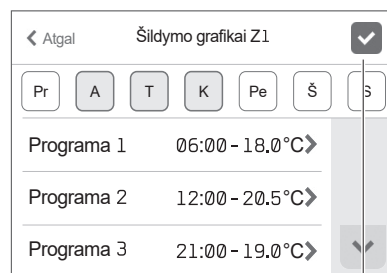 Atgal Šildymo grafikai Z1
Pr A T K Pe Š S
Programa 1 06:00 - 18.0°C
Programa 2 12:00 - 20.5°C
Programa 3 21:00 - 19.0°C